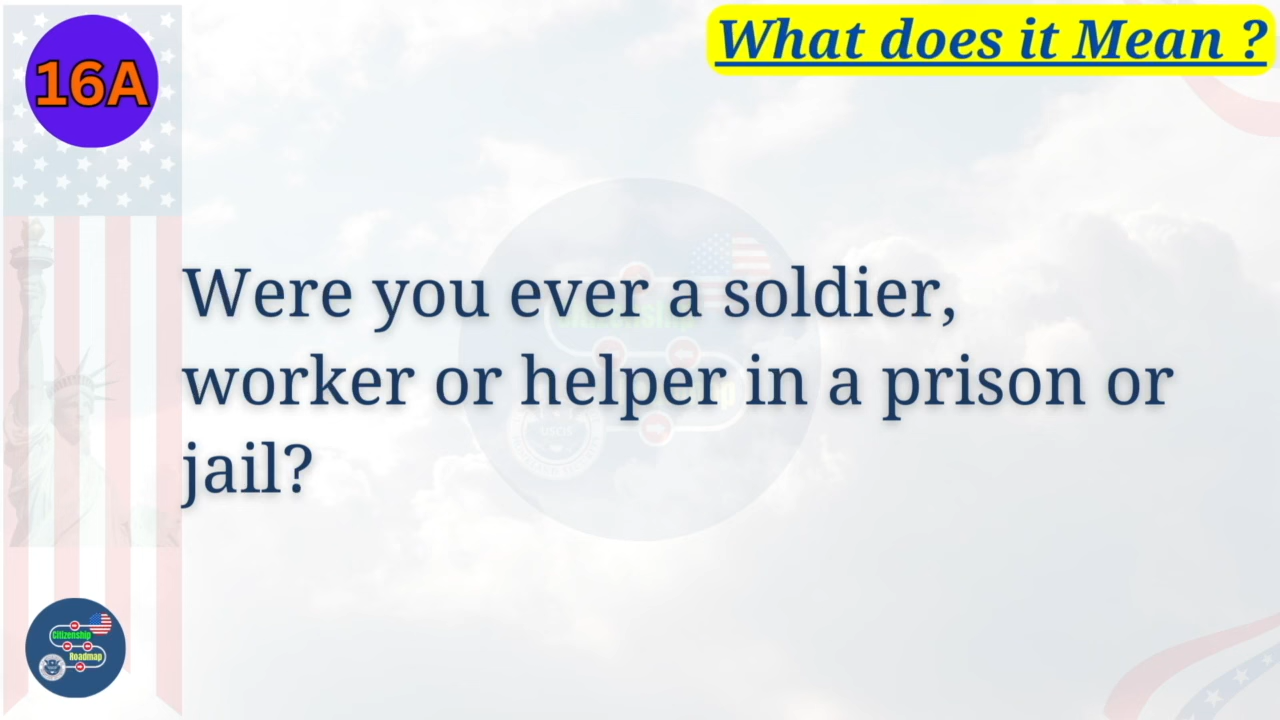 16A
What does it Mean ?
Were you ever a soldier,
worker or helper in a prison or
jail?
Citizenship
Roadmap